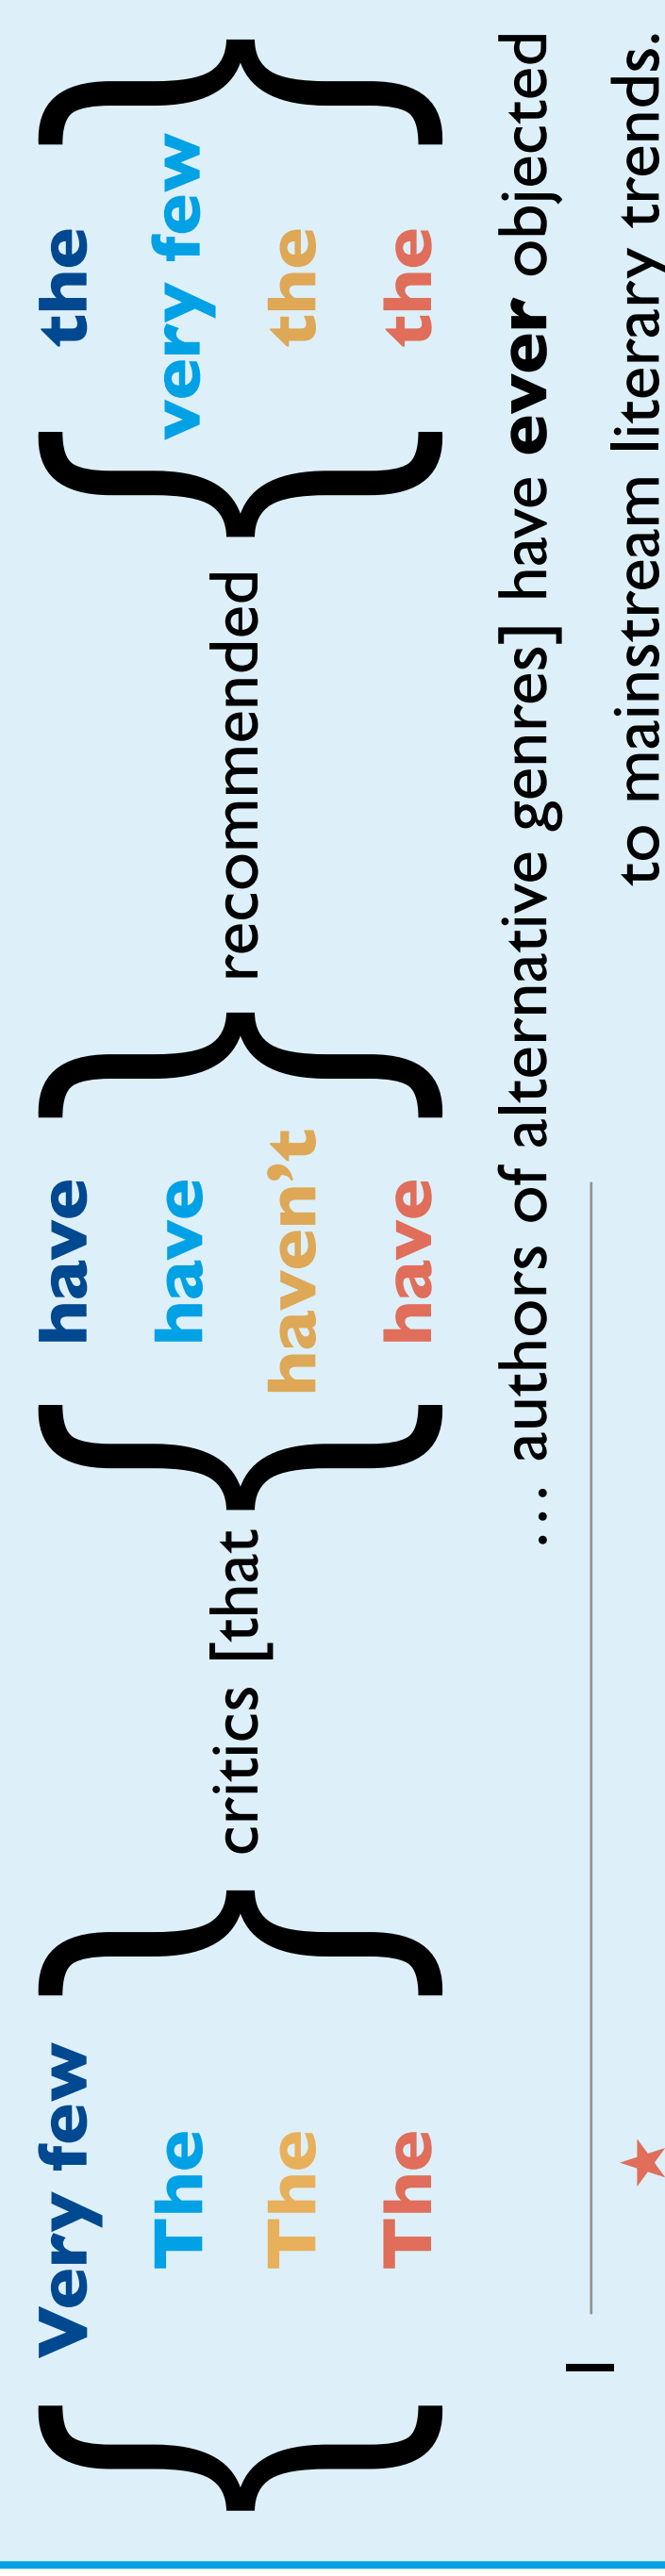 Very few have the
The have very few
critics [that recommended
The haven’t the
The have the
… authors of alternative genres] have ever objected
to mainstream literary trends.